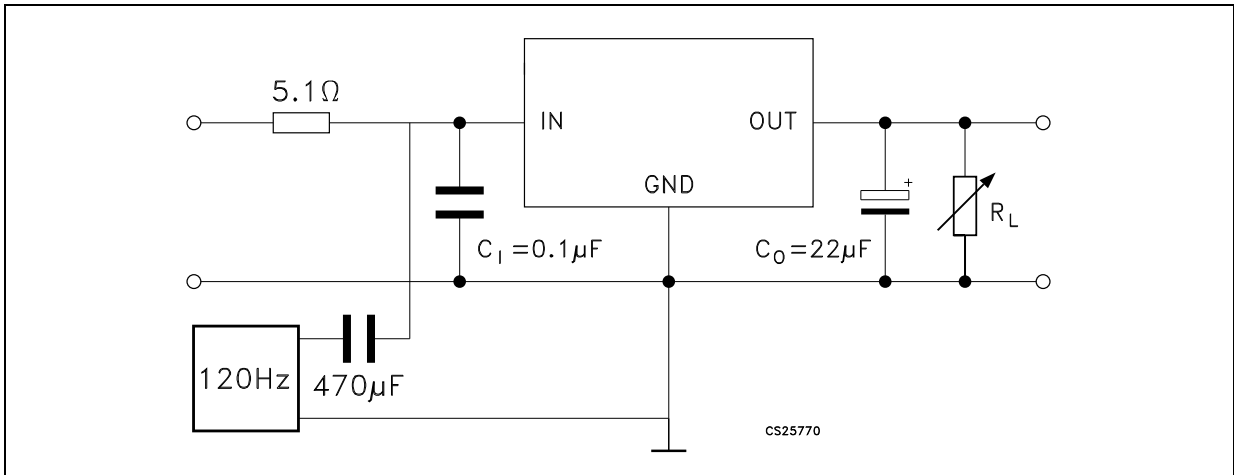 5.1Ω
IN
OUT
GND
+
R_L
C_I=0.1µF
C_O=22µF
120Hz
470µF
CS25770